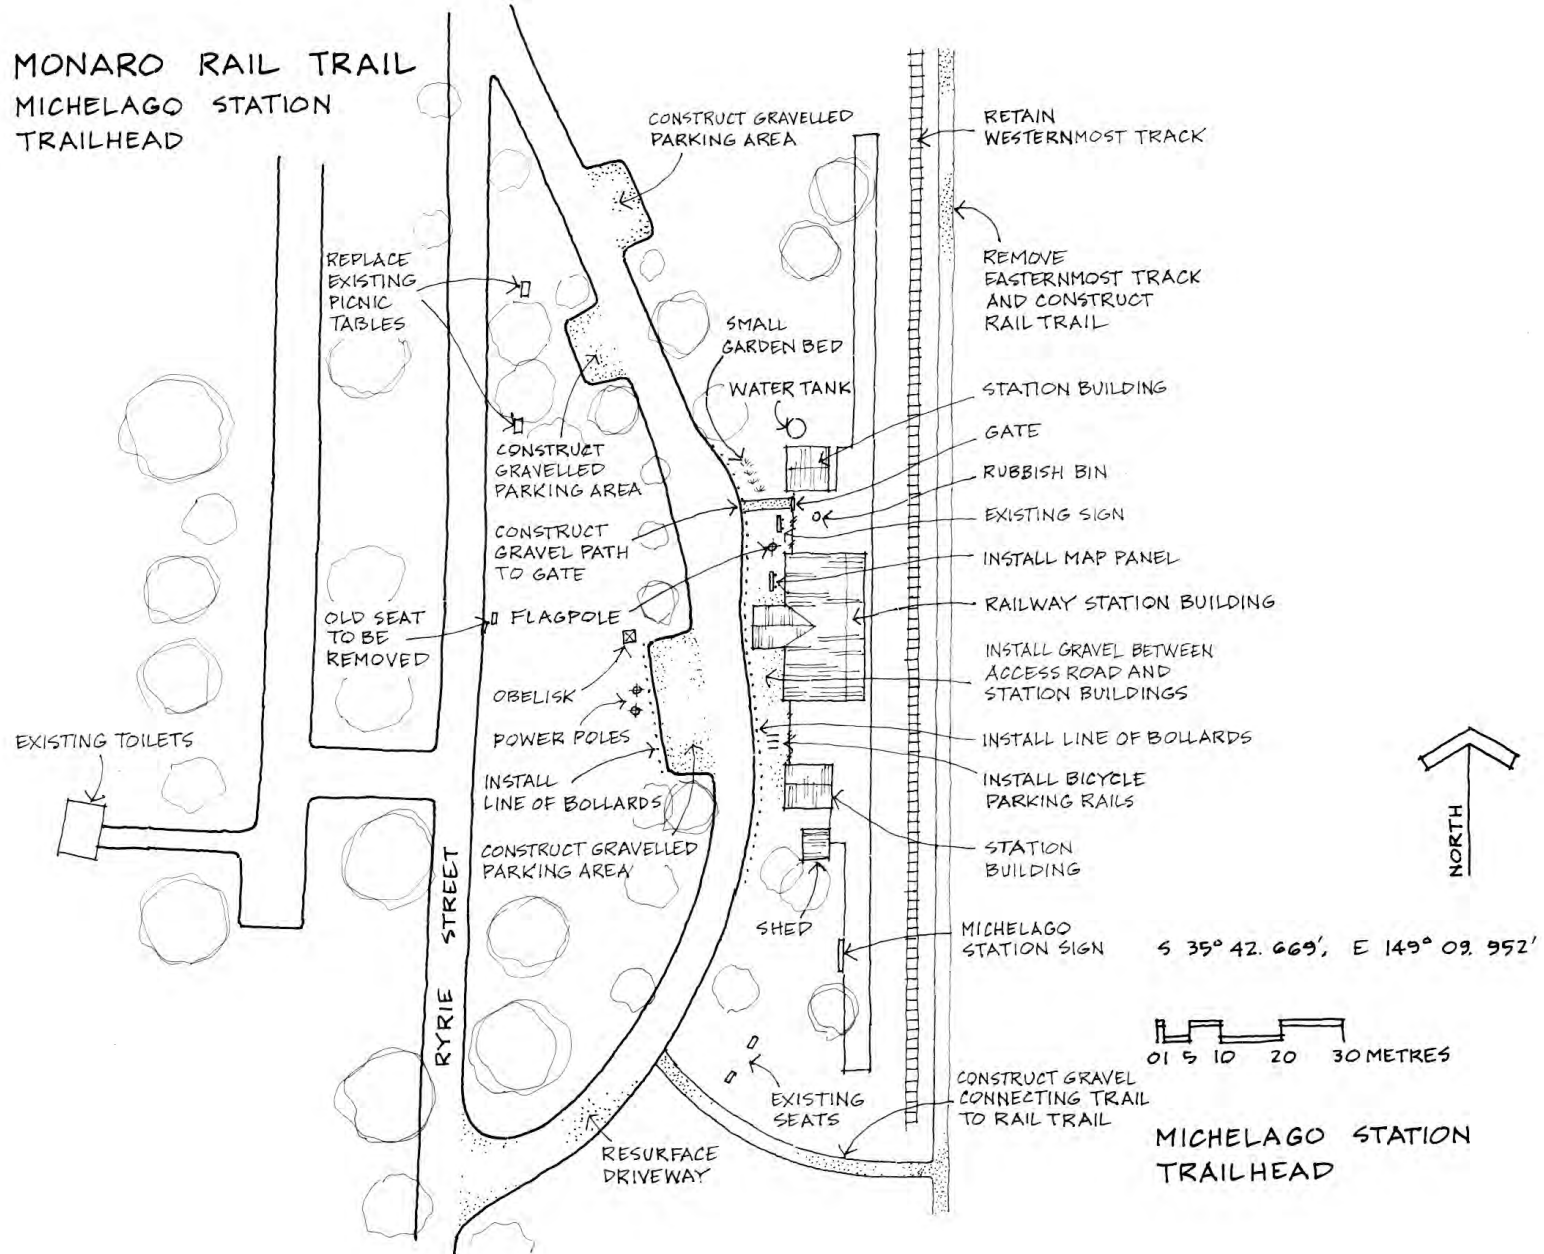 MONARO RAIL TRAIL
MICHELAGO STATION
TRAILHEAD
CONSTRUCT GRAVELLED
PARKING AREA
RETAIN
WESTERNMOST TRACK
REPLACE
EXISTING
PICNIC
TABLES
REMOVE
EASTERNMOST TRACK
AND CONSTRUCT
RAIL TRAIL
SMALL
GARDEN BED
WATER TANK
STATION BUILDING
GATE
CONSTRUCT
GRAVELLED
PARKING AREA
RUBBISH BIN
EXISTING SIGN
CONSTRUCT
GRAVEL PATH
TO GATE
INSTALL MAP PANEL
OLD SEAT
TO BE
REMOVED
FLAGPOLE
RAILWAY STATION BUILDING
INSTALL GRAVEL BETWEEN
ACCESS ROAD AND
STATION BUILDINGS
OBELISK
POWER POLES
EXISTING TOILETS
INSTALL LINE OF BOLLARDS
INSTALL
LINE OF BOLLARDS
INSTALL BICYCLE
PARKING RAILS
NORTH
CONSTRUCT GRAVELLED
PARKING AREA
STATION
BUILDING
RYRIE STREET
SHED
MICHELAGO
STATION SIGN
S 35° 42. 669', E 149° 09. 952'
01 5 10 20 30 METRES
EXISTING
SEATS
CONSTRUCT GRAVEL
CONNECTING TRAIL
TO RAIL TRAIL
RESURFACE
DRIVEWAY
MICHELAGO STATION
TRAILHEAD